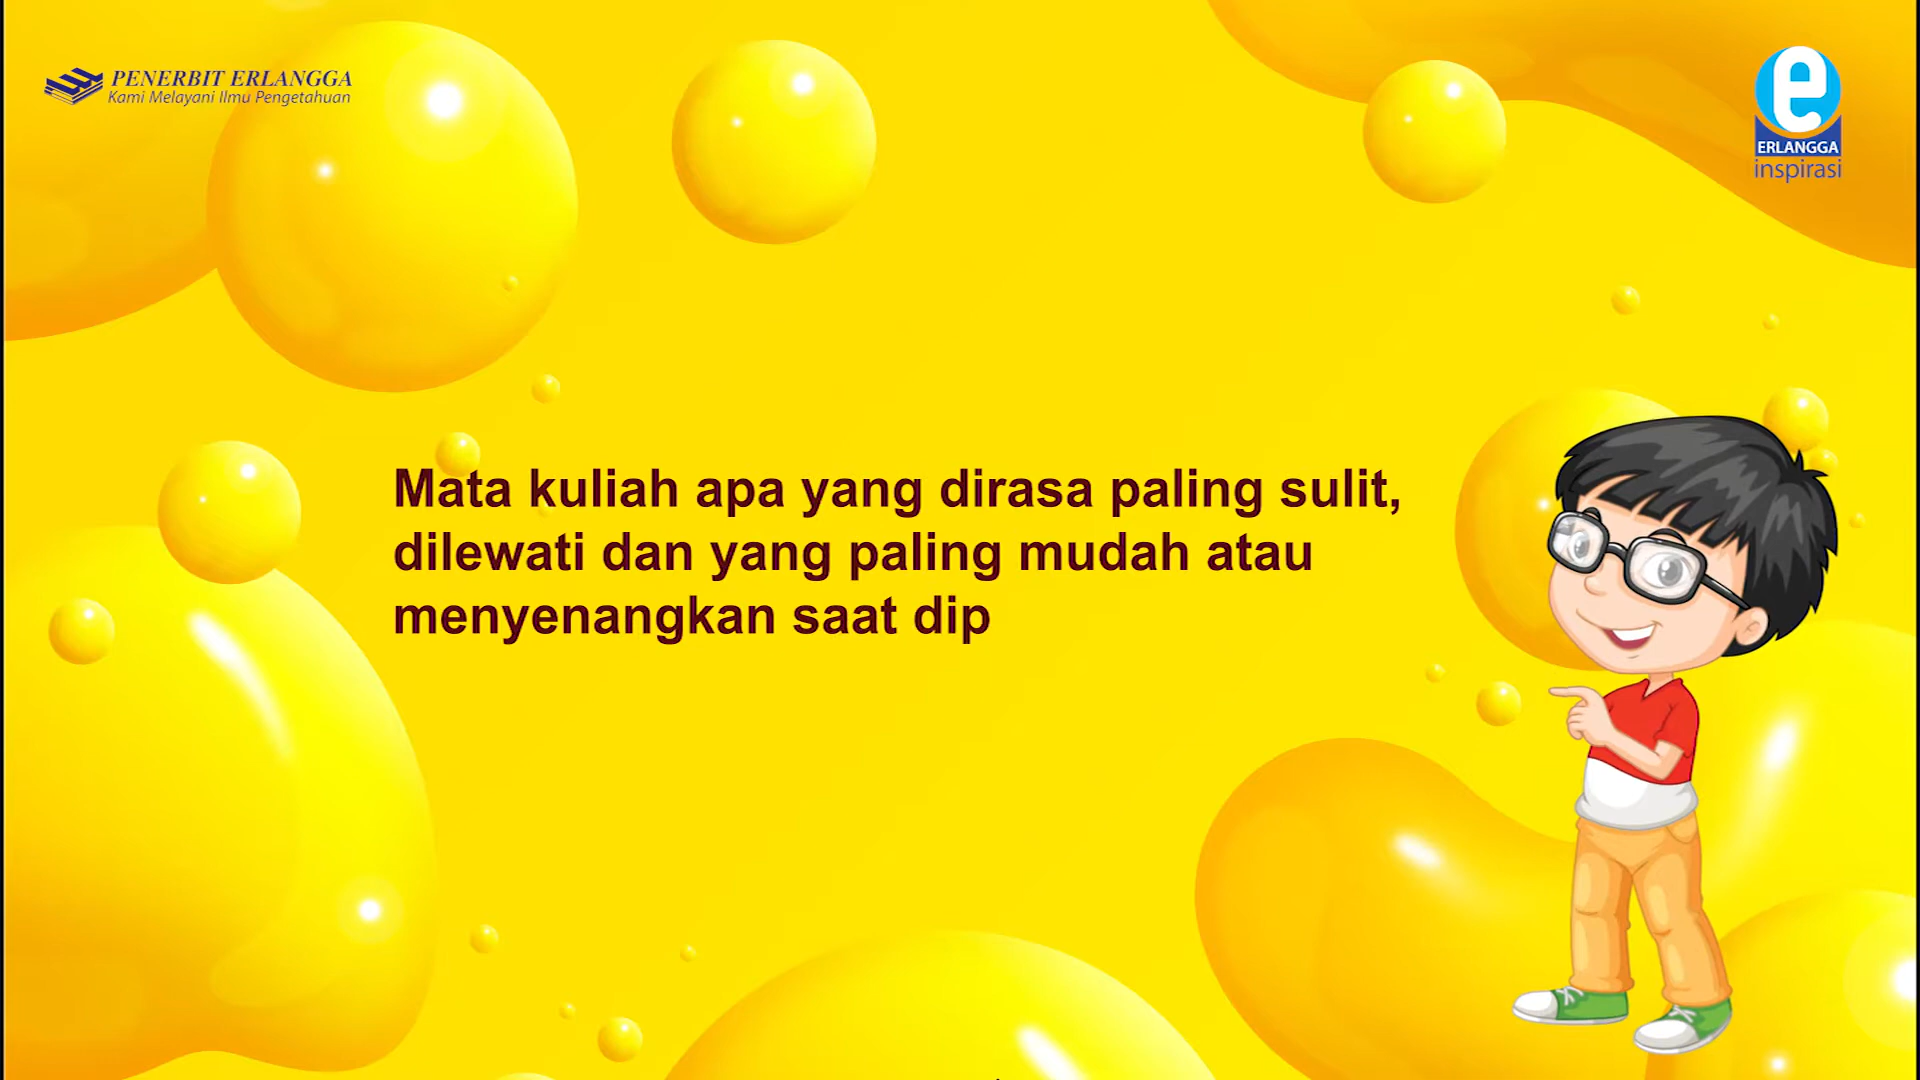 PENERBIT ERLANGGA
Kami Melayani Ilmu Pengetahuan
e
ERLANGGA
inspirasi
Mata kuliah apa yang dirasa paling sulit,
dilewati dan yang paling mudah atau
menyenangkan saat dip